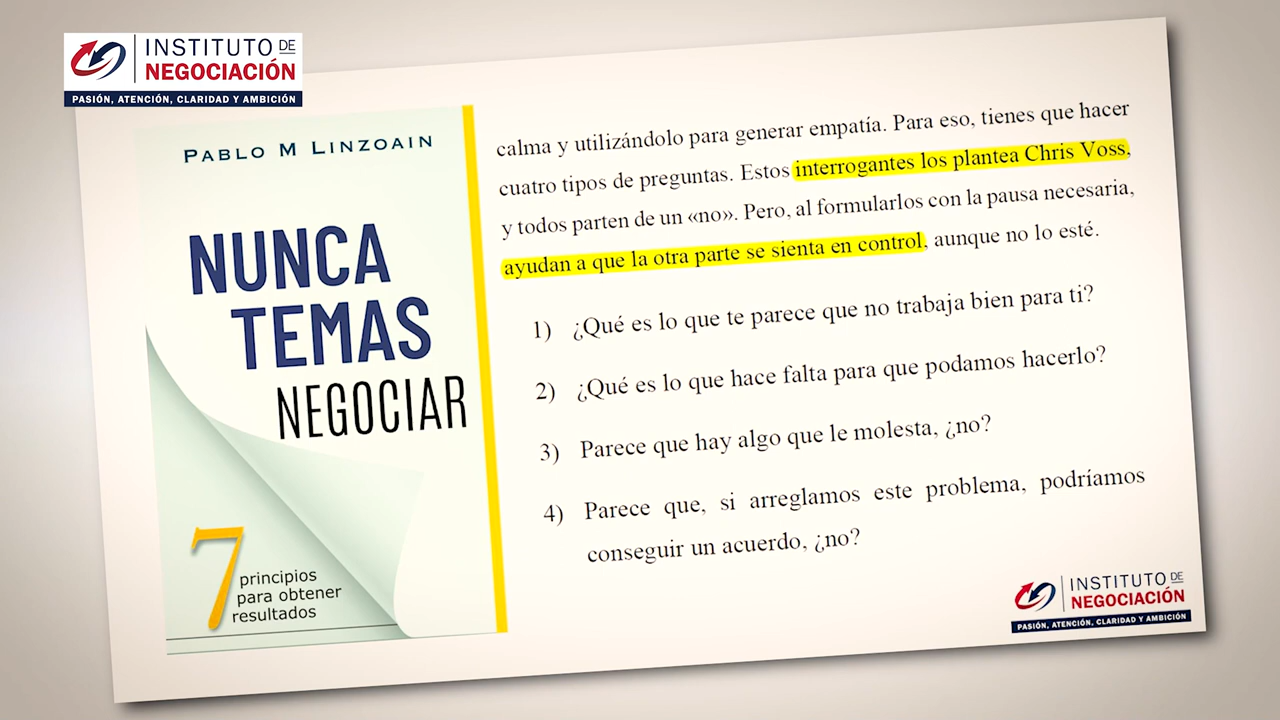 INSTITUTO DE
NEGOCIACIÓN
PASIÓN, ATENCIÓN, CLARIDAD Y AMBICIÓN
PABLO M LINZOAIN
NUNCA
TEMAS
NEGOCIAR
7
principios
para obtener
resultados
calma y utilizándolo para generar empatía. Para eso, tienes que hacer
cuatro tipos de preguntas. Estos interrogantes los plantea Chris Voss,
y todos parten de un «no». Pero, al formularlos con la pausa necesaria,
ayudan a que la otra parte se sienta en control, aunque no lo esté.
1) ¿Qué es lo que te parece que no trabaja bien para ti?
2) ¿Qué es lo que hace falta para que podamos hacerlo?
3) Parece que hay algo que le molesta, ¿no?
4) Parece que, si arreglamos este problema, podríamos
conseguir un acuerdo, ¿no?
INSTITUTO DE
NEGOCIACIÓN
PASIÓN, ATENCIÓN, CLARIDAD Y AMBICIÓN